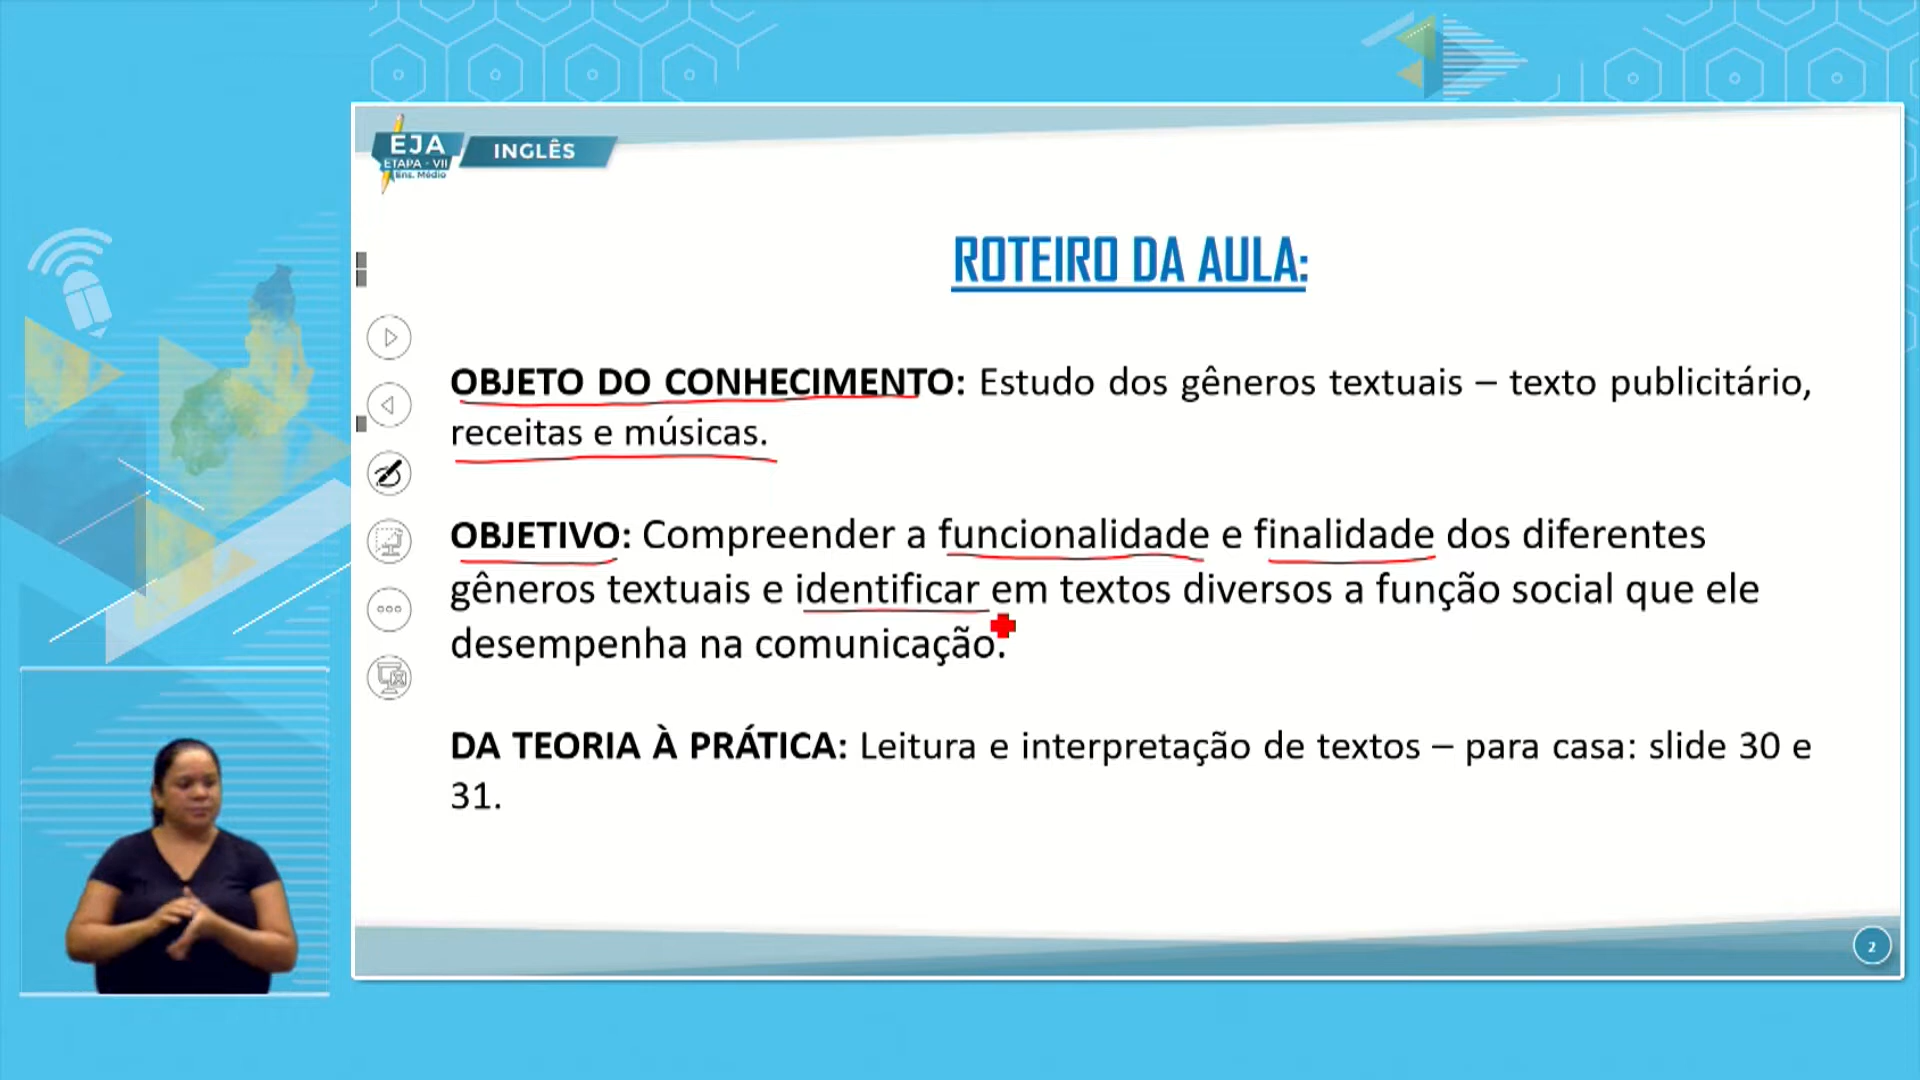 EJA
ETAPA - VII
Ens. Médio
INGLÊS
ROTEIRO DA AULA:
OBJETO DO CONHECIMENTO: Estudo dos gêneros textuais – texto publicitário,
receitas e músicas.
OBJETIVO: Compreender a funcionalidade e finalidade dos diferentes
gêneros textuais e identificar em textos diversos a função social que ele
desempenha na comunicação.
DA TEORIA À PRÁTICA: Leitura e interpretação de textos – para casa: slide 30 e
31.
2